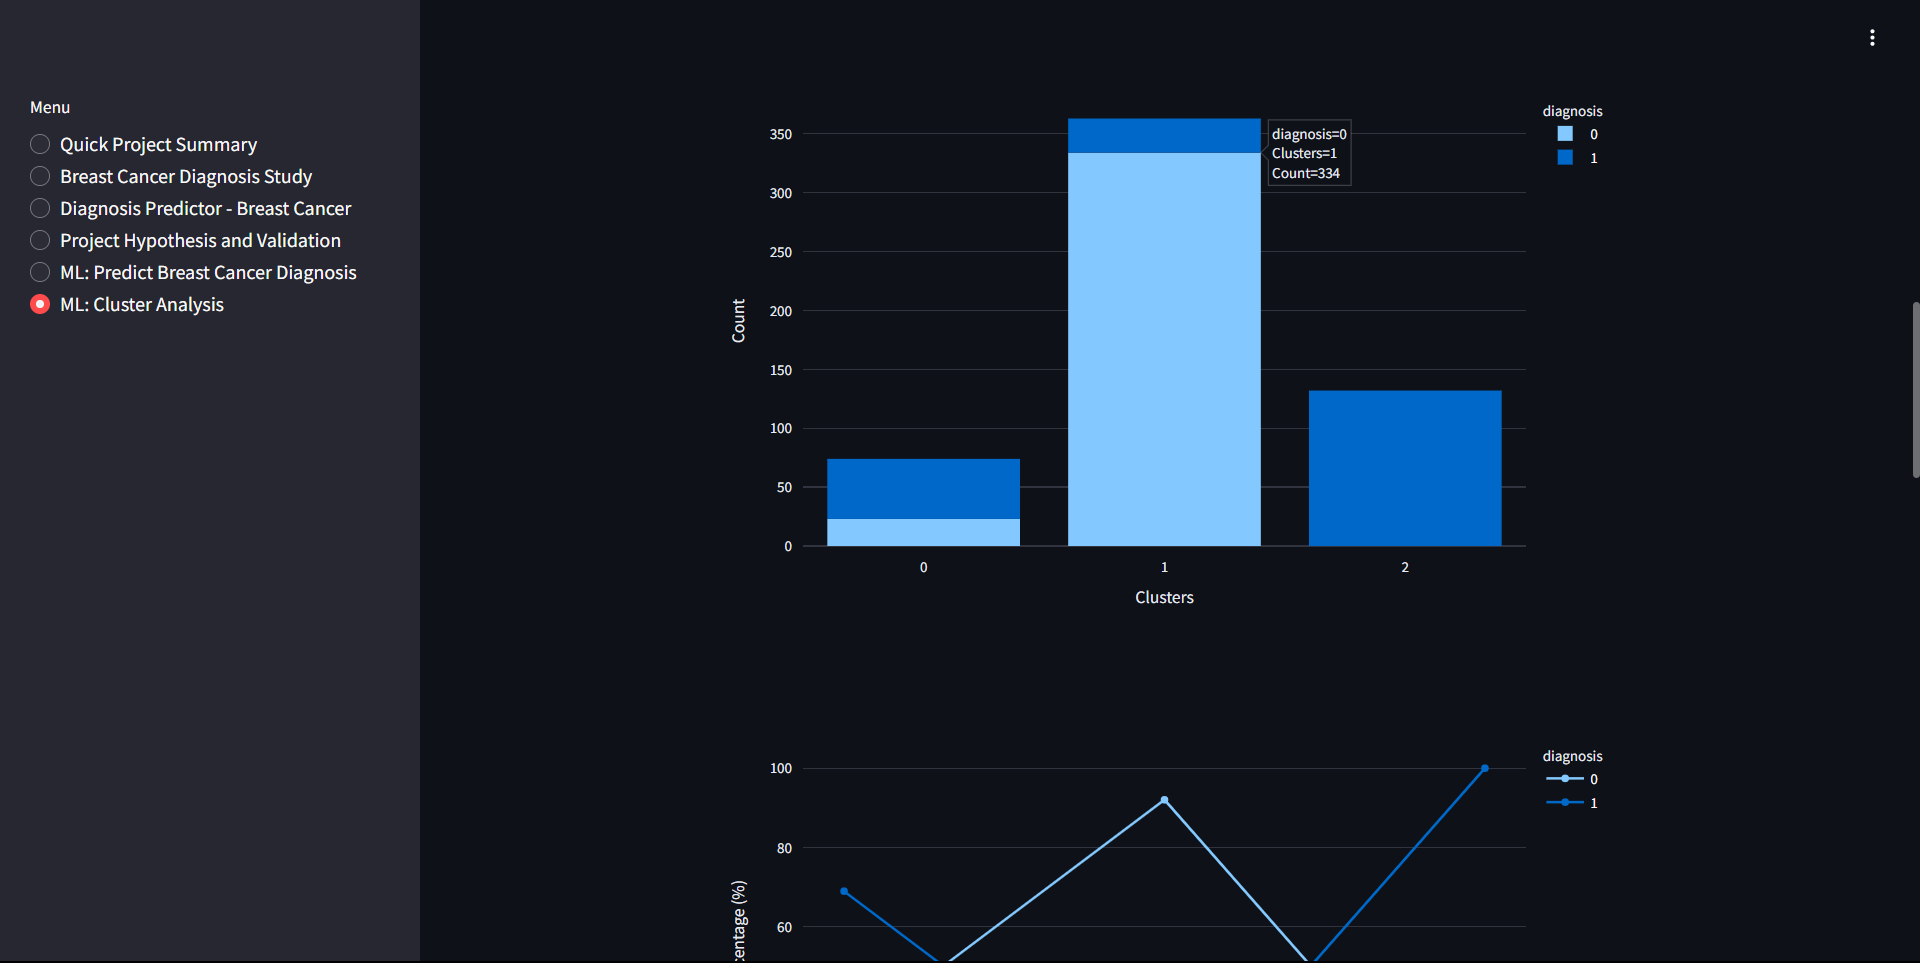 Menu
Quick Project Summary
Breast Cancer Diagnosis Study
Diagnosis Predictor - Breast Cancer
Project Hypothesis and Validation
ML: Predict Breast Cancer Diagnosis
ML: Cluster Analysis
350
300
250
200
150
100
50
0
Count
0
1
2
Clusters
diagnosis=0
Clusters=1
Count=334
diagnosis
0
1
100
80
60
centage (%)
diagnosis
0
1